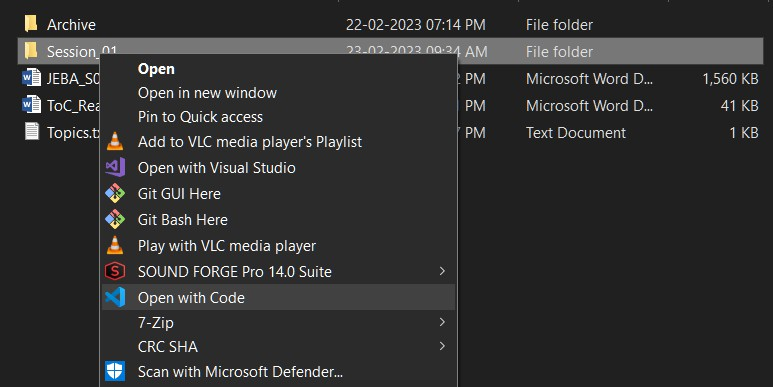 Archive 22-02-2023 07:14 PM File folder
Session_01 23-02-2023 09:34 AM File folder
Open
JEBA_S0 PM Microsoft Word D... 1,560 KB
Open in new window
ToC_Rea PM Microsoft Word D... 41 KB
Pin to Quick access
Topics.tx PM Text Document 1 KB
Add to VLC media player's Playlist
Open with Visual Studio
Git GUI Here
Git Bash Here
Play with VLC media player
SOUND FORGE Pro 14.0 Suite
Open with Code
7-Zip
CRC SHA
Scan with Microsoft Defender...